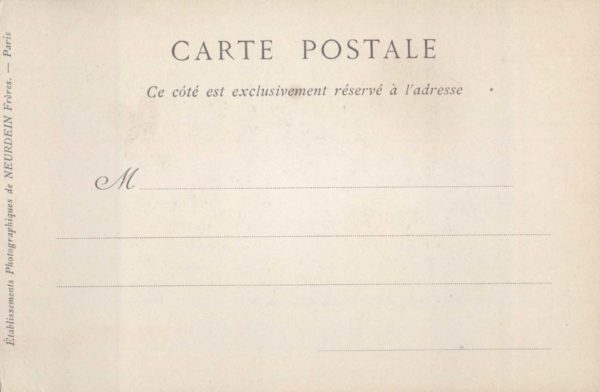 CARTE POSTALE
Ce côté est exclusivement réservé à l'adresse
M
Établissements Photographiques de NEURDEIN Frères. — Paris